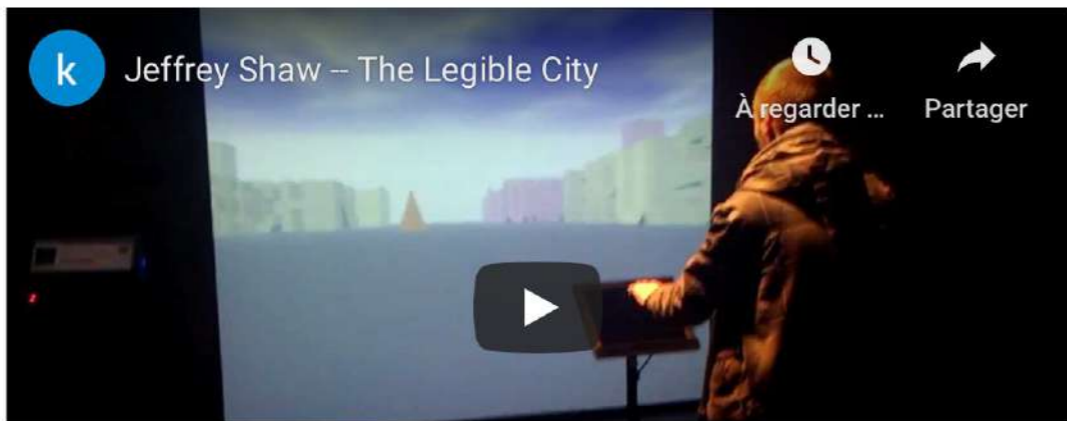 k
Jeffrey Shaw -- The Legible City
À regarder ...
Partager